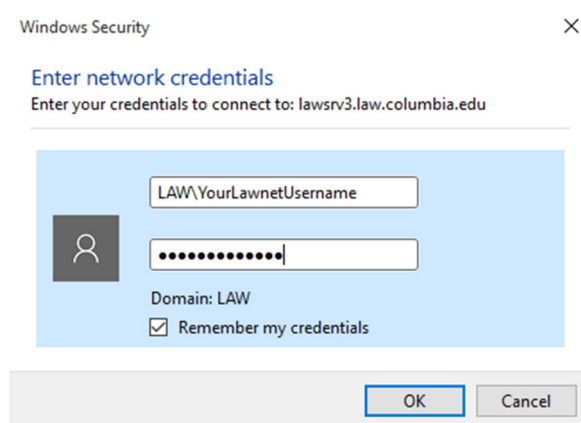 Windows Security
Enter network credentials
Enter your credentials to connect to: lawsrv3.law.columbia.edu
LAW\YourLawnetUsername
•••••••••••••
Domain: LAW
Remember my credentials
OK Cancel